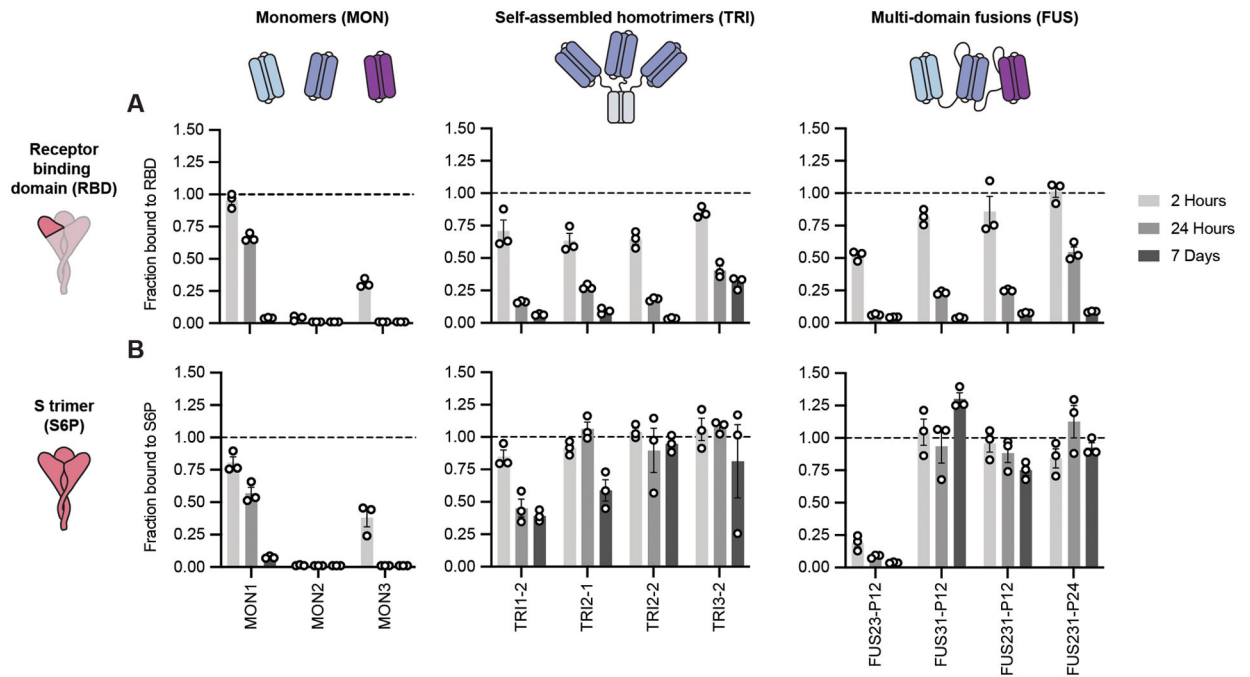 Monomers (MON)
Self-assembled homotrimers (TRI)
Multi-domain fusions (FUS)
A
Receptor
binding
domain (RBD)
Fraction bound to RBD
1.50
1.25
1.00
0.75
0.50
0.25
0.00
1.50
1.25
1.00
0.75
0.50
0.25
0.00
1.50
1.25
1.00
0.75
0.50
0.25
0.00
2 Hours
24 Hours
7 Days
B
S trimer
(S6P)
Fraction bound to S6P
1.50
1.25
1.00
0.75
0.50
0.25
0.00
MON1
MON2
MON3
1.50
1.25
1.00
0.75
0.50
0.25
0.00
TRI1-2
TRI2-1
TRI2-2
TRI3-2
1.50
1.25
1.00
0.75
0.50
0.25
0.00
FUS23-P12
FUS31-P12
FUS231-P12
FUS231-P24